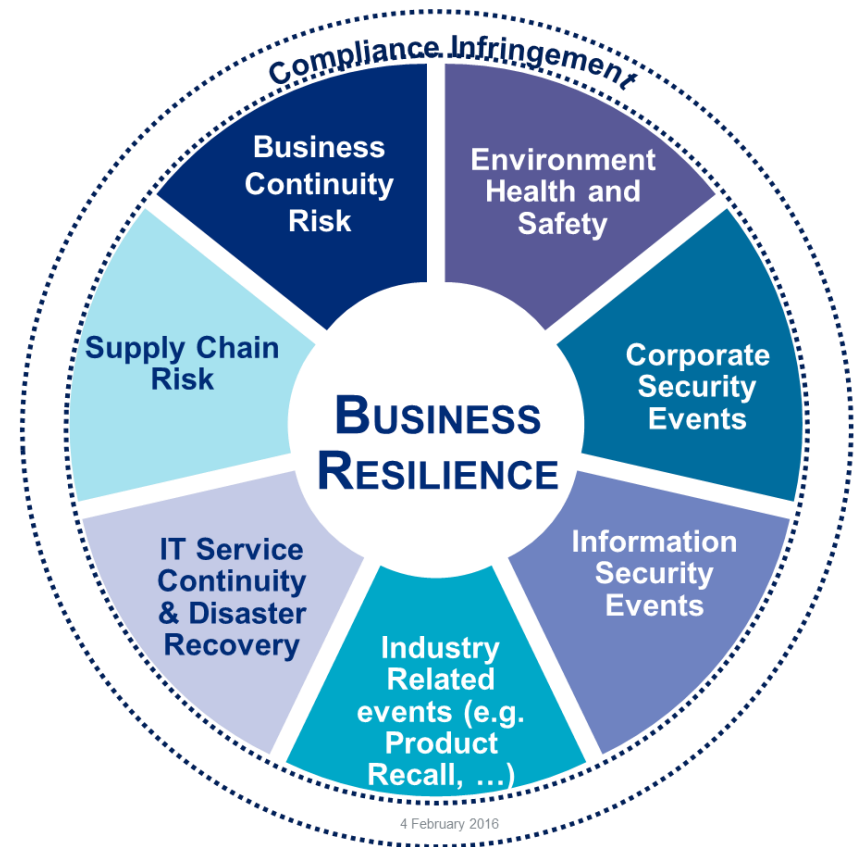 Compliance Infringement
Business
Continuity
Risk
Environment
Health and
Safety
Supply Chain
Risk
Corporate
Security
Events
BUSINESS
RESILIENCE
IT Service
Continuity
& Disaster
Recovery
Information
Security
Events
Industry
Related
events (e.g.
Product
Recall, …)
4 February 2016